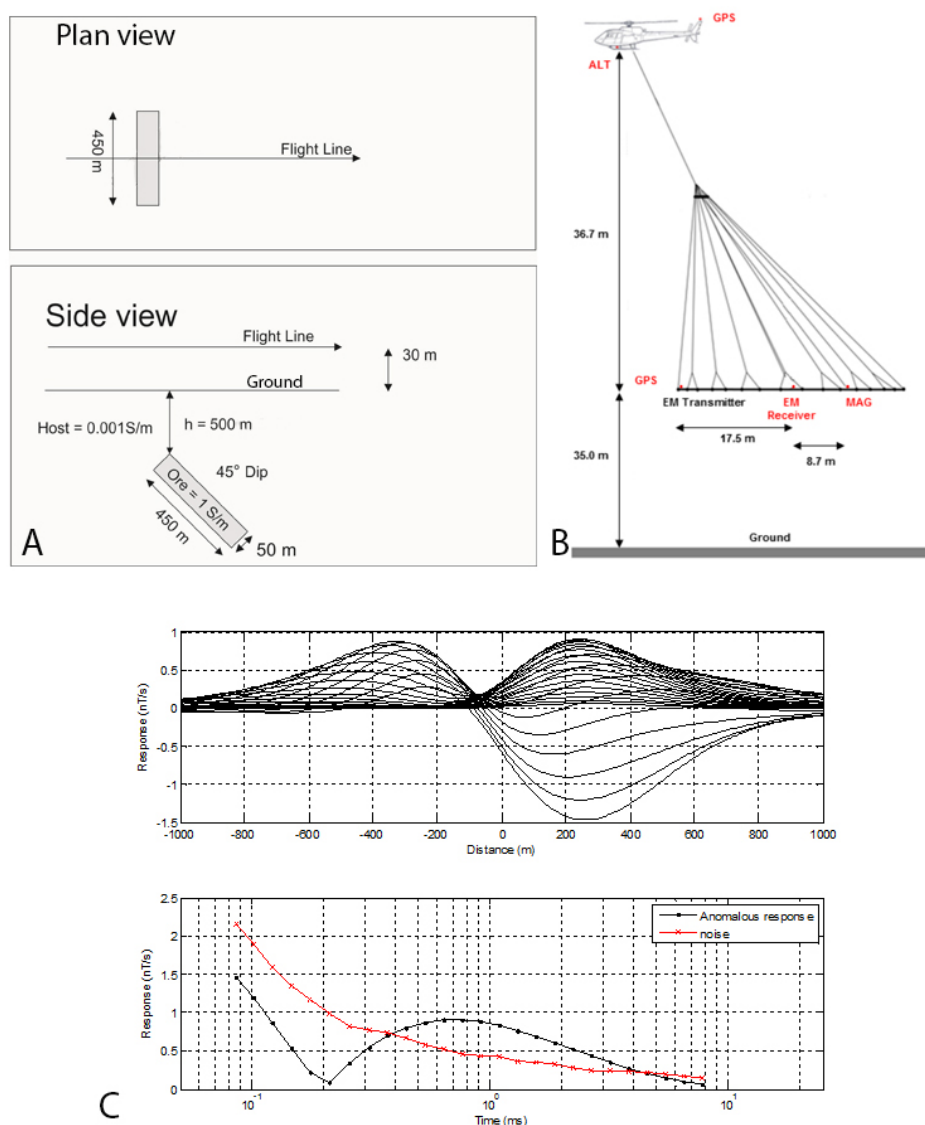 Plan view
450 m
Flight Line
Side view
Flight Line
30 m
Ground
Host = 0.001S/m
h = 500 m
45° Dip
Ore = 1 S/m
450 m
50 m
A
GPS
ALT
36.7 m
GPS
EM Transmitter
EM
Receiver
MAG
17.5 m
8.7 m
35.0 m
Ground
B
1
0.5
0
-0.5
-1
-1.5
Response (nT/s)
-1000 -800 -600 -400 -200 0 200 400 600 800 1000
Distance (m)
2.5
2
1.5
1
0.5
0
Response (nT/s)
Anomalous response
noise
10⁻¹ 10⁰ 10¹
Time (ms)
C